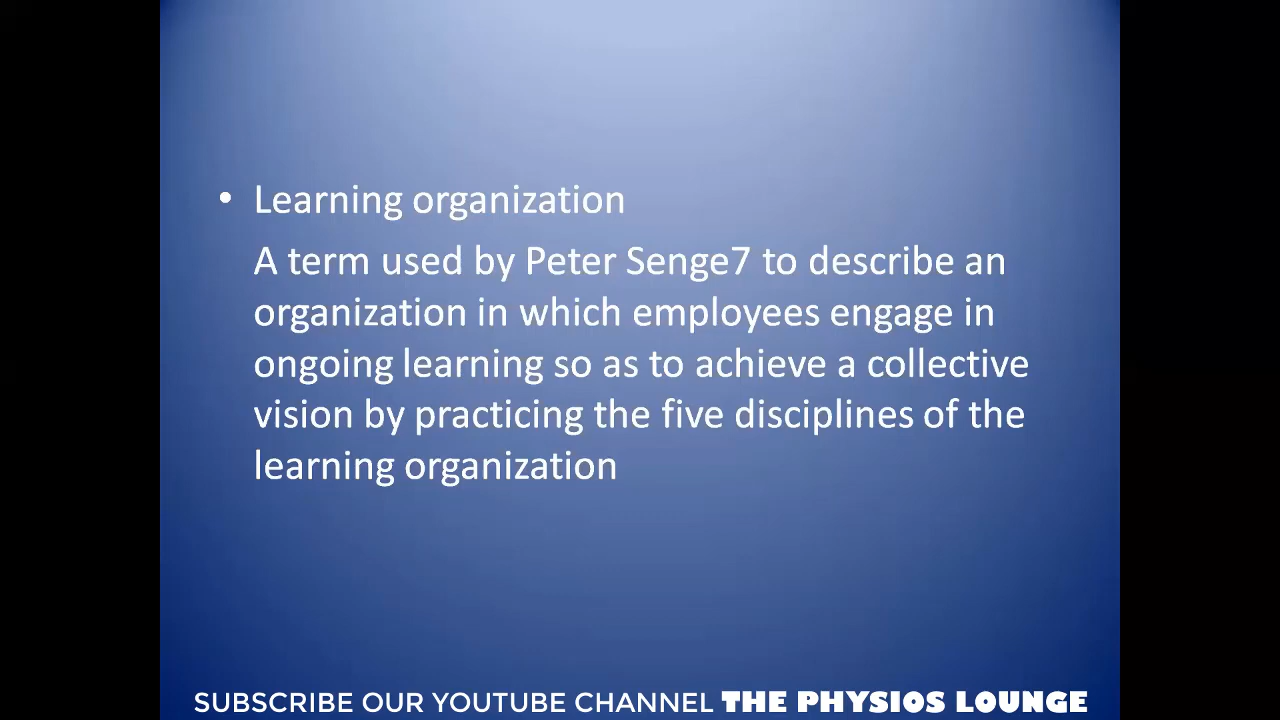 • Learning organization
A term used by Peter Senge7 to describe an
organization in which employees engage in
ongoing learning so as to achieve a collective
vision by practicing the five disciplines of the
learning organization
SUBSCRIBE OUR YOUTUBE CHANNEL THE PHYSIOS LOUNGE